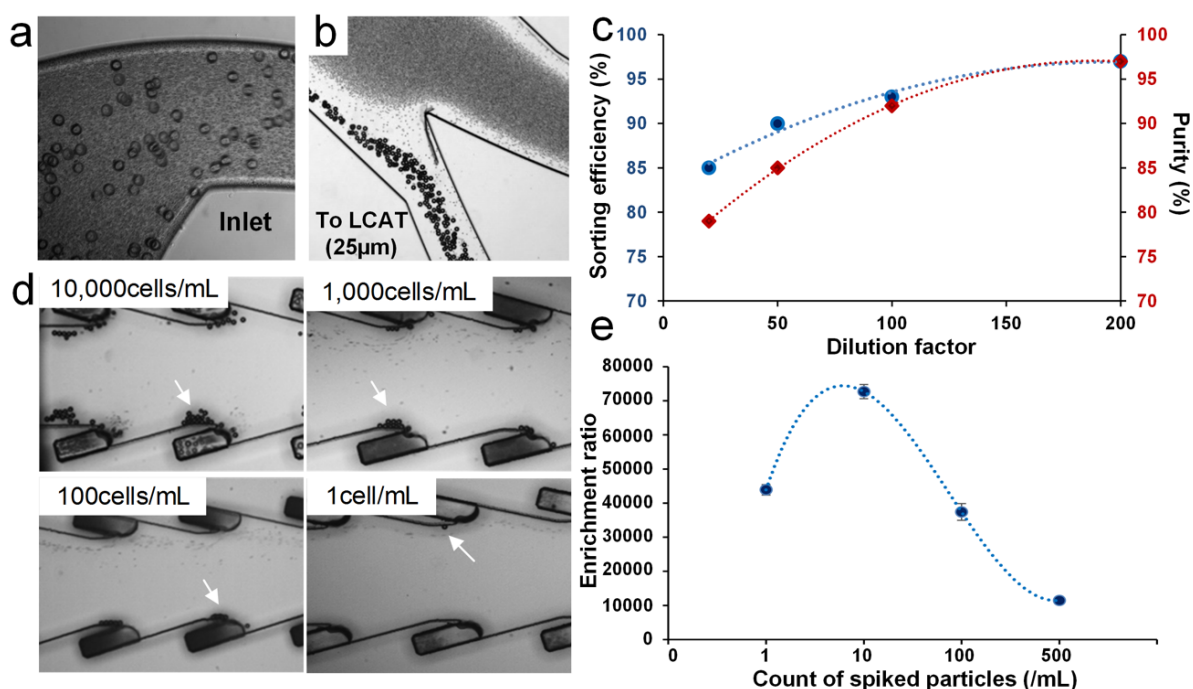 a
Inlet
b
To LCAT
(25µm)
c
Sorting efficiency (%)
100
95
90
85
80
75
70
0
50
100
150
200
Dilution factor
100
95
90
85
80
75
70
Purity (%)
d
10,000cells/mL
1,000cells/mL
100cells/mL
1cell/mL
e
Enrichment ratio
80000
70000
60000
50000
40000
30000
20000
10000
0
0
1
10
100
500
Count of spiked particles (/mL)